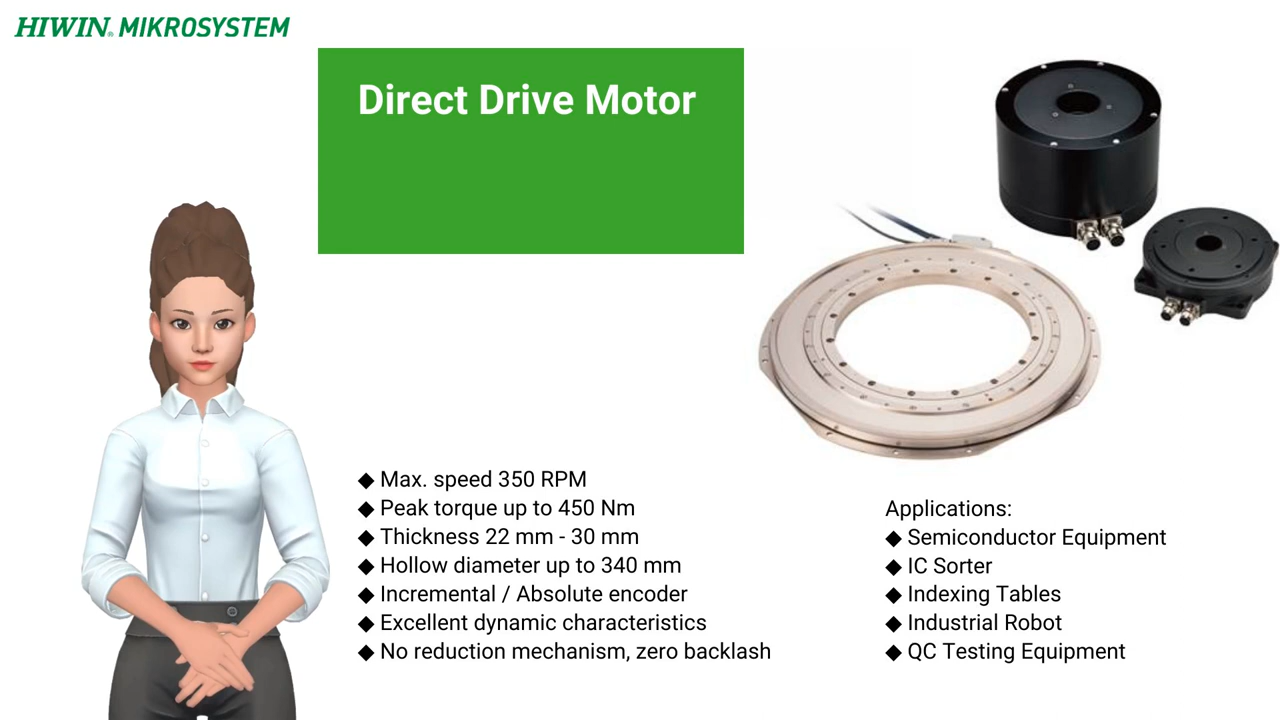 HIWIN® MIKROSYSTEM
Direct Drive Motor
◆ Max. speed 350 RPM
◆ Peak torque up to 450 Nm
◆ Thickness 22 mm - 30 mm
◆ Hollow diameter up to 340 mm
◆ Incremental / Absolute encoder
◆ Excellent dynamic characteristics
◆ No reduction mechanism, zero backlash
Applications:
◆ Semiconductor Equipment
◆ IC Sorter
◆ Indexing Tables
◆ Industrial Robot
◆ QC Testing Equipment